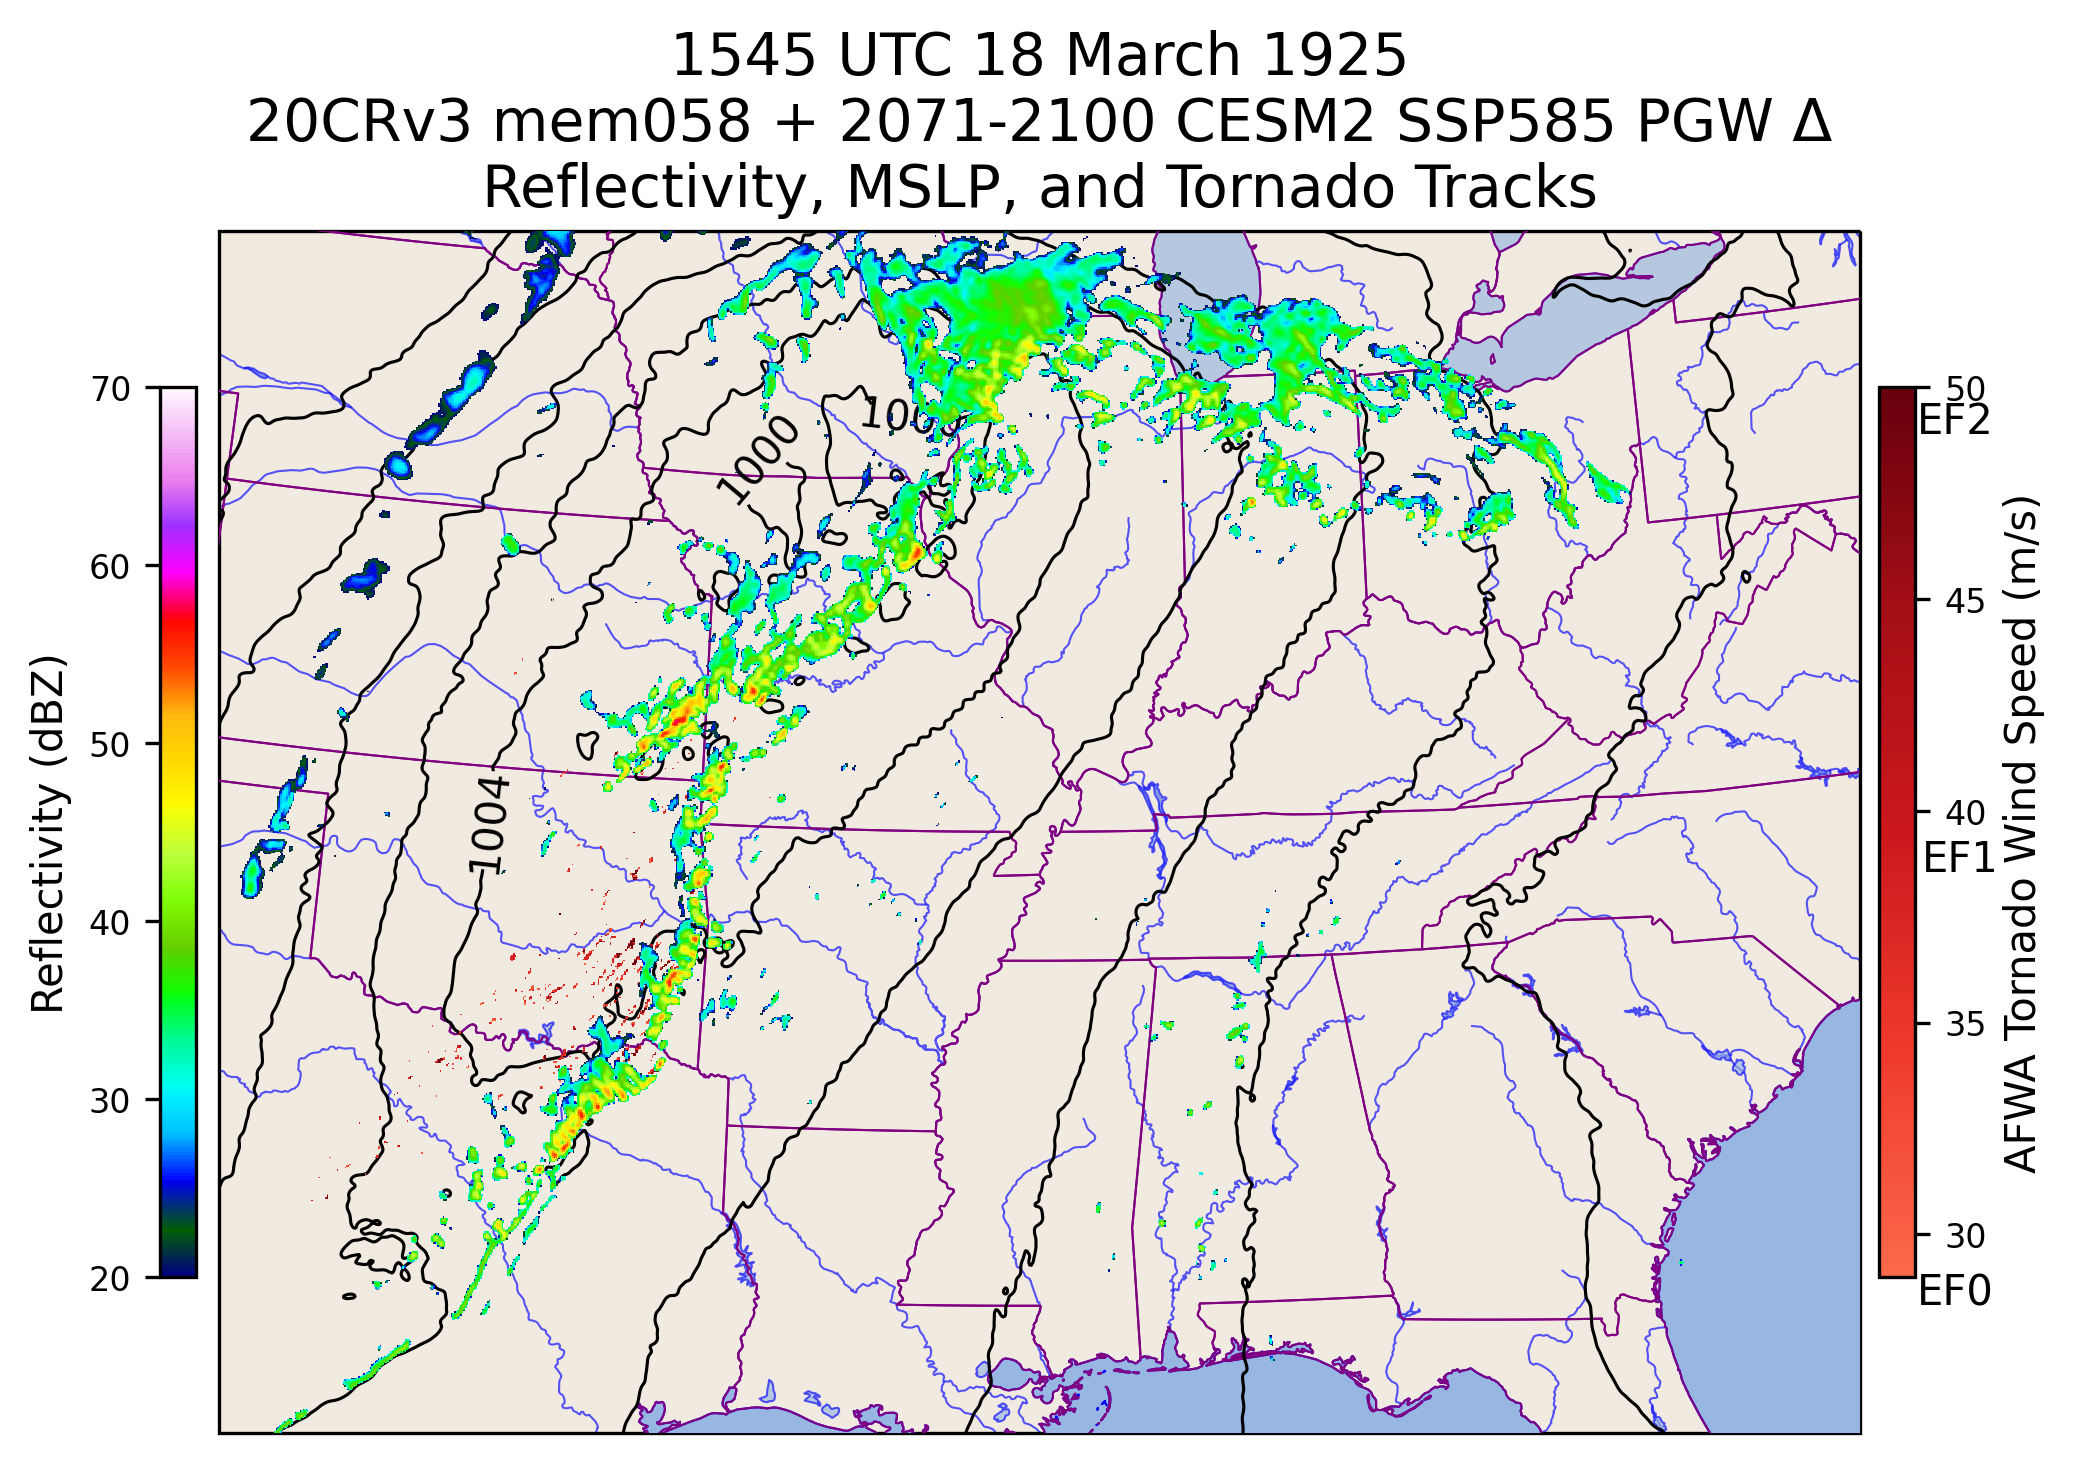 1545 UTC 18 March 1925
20CRv3 mem058 + 2071-2100 CESM2 SSP585 PGW Δ
Reflectivity, MSLP, and Tornado Tracks
Reflectivity (dBZ)
70
60
50
40
30
20
1000
1000
1004
50
EF2
45
40
EF1
35
30
EF0
AFWA Tornado Wind Speed (m/s)